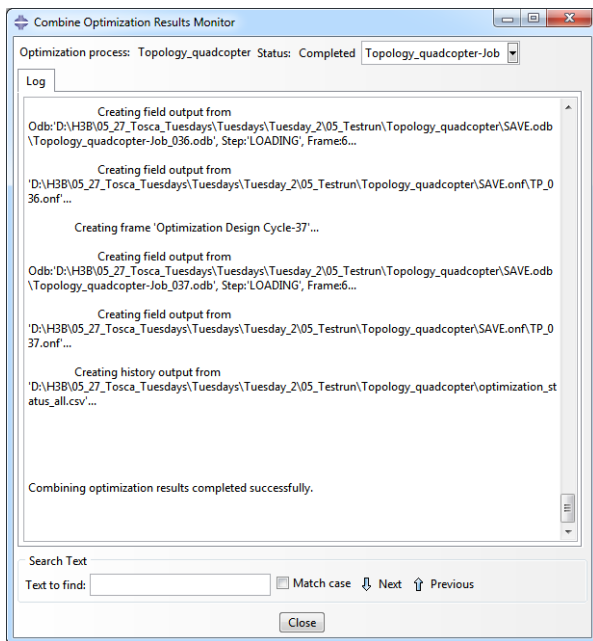 Combine Optimization Results Monitor
Optimization process: Topology_quadcopter Status: Completed Topology_quadcopter-Job
Log
Creating field output from
Odb:'D:\H3B\05_27_Tosca_Tuesdays\Tuesdays\Tuesday_2\05_Testrun\Topology_quadcopter\SAVE.odb
\Topology_quadcopter-Job_036.odb', Step:'LOADING', Frame:6...
Creating field output from
'D:\H3B\05_27_Tosca_Tuesdays\Tuesdays\Tuesday_2\05_Testrun\Topology_quadcopter\SAVE.onf\TP_0
36.onf'...
Creating frame 'Optimization Design Cycle-37'...
Creating field output from
Odb:'D:\H3B\05_27_Tosca_Tuesdays\Tuesdays\Tuesday_2\05_Testrun\Topology_quadcopter\SAVE.odb
\Topology_quadcopter-Job_037.odb', Step:'LOADING', Frame:6...
Creating field output from
'D:\H3B\05_27_Tosca_Tuesdays\Tuesdays\Tuesday_2\05_Testrun\Topology_quadcopter\SAVE.onf\TP_0
37.onf'...
Creating history output from
'D:\H3B\05_27_Tosca_Tuesdays\Tuesdays\Tuesday_2\05_Testrun\Topology_quadcopter\optimization_st
atus_all.csv'...
Combining optimization results completed successfully.
Search Text
Text to find: Match case Next Previous
Close